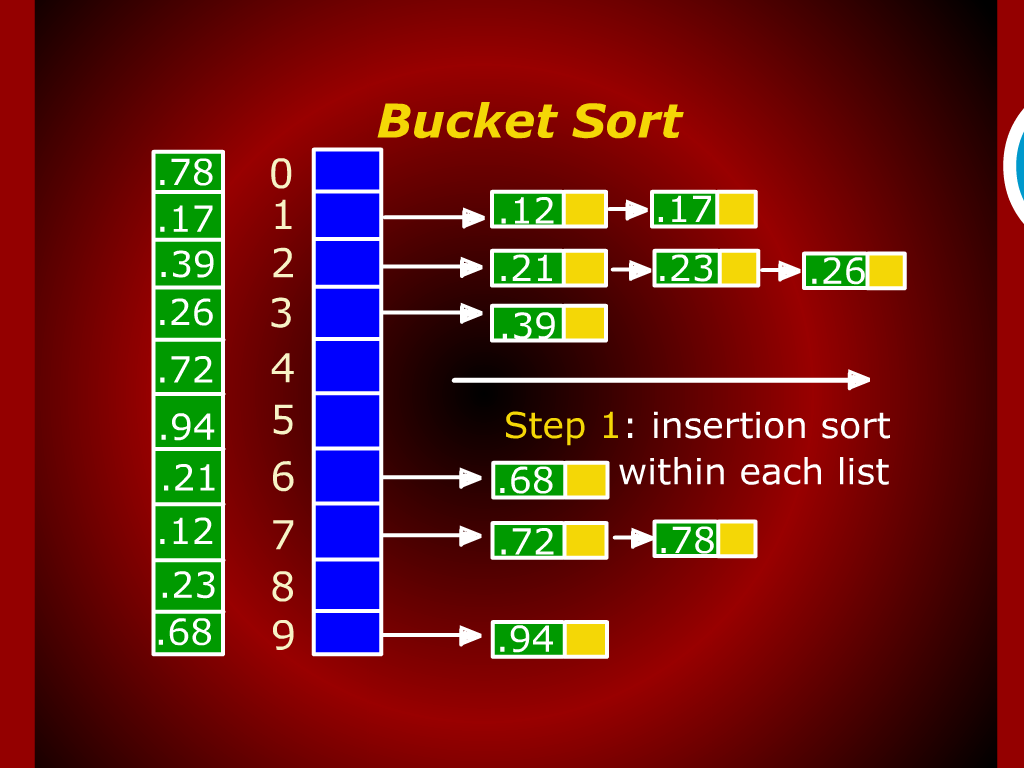 Bucket Sort
.78 0
.17 1 .12 .17
.39 2 .21 .23 .26
.26 3 .39
.72 4
.94 5 Step 1: insertion sort
within each list
.21 6 .68
.12 7 .72 .78
.23 8
.68 9 .94